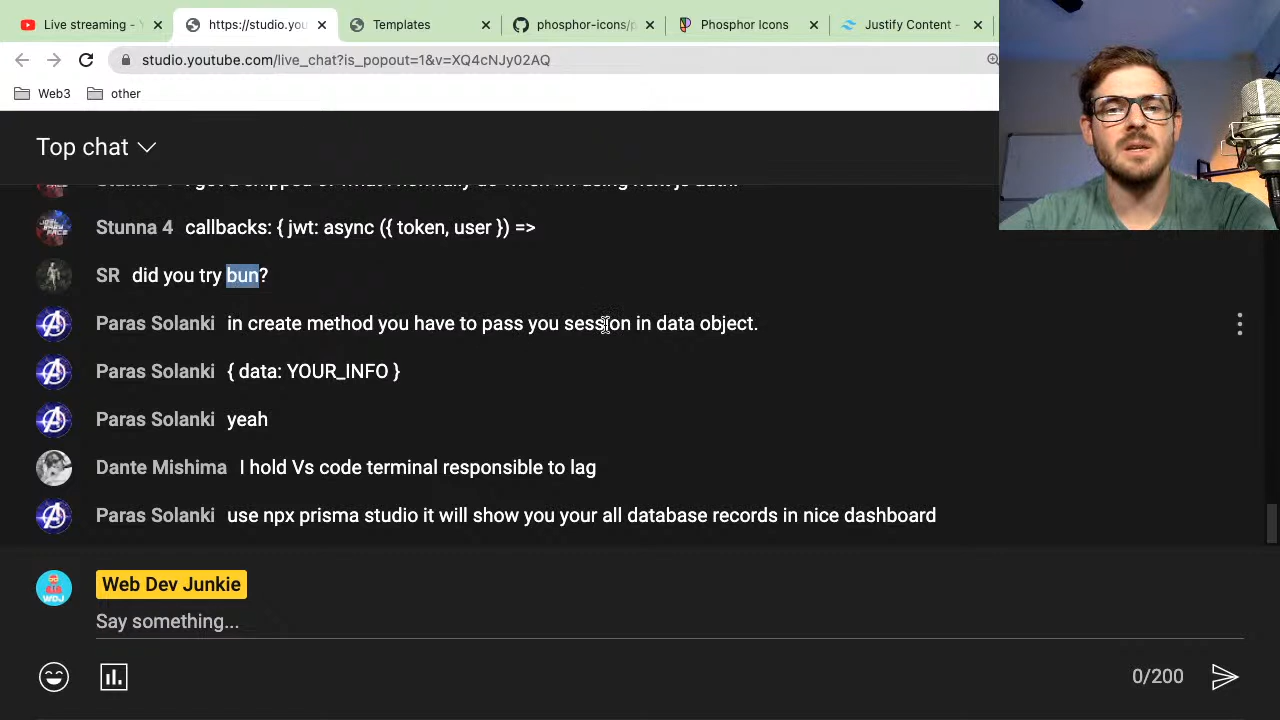 Live streaming - Y
https://studio.you
Templates
phosphor-icons/p
Phosphor Icons
Justify Content -
studio.youtube.com/live_chat?is_popout=1&v=XQ4cNJy02AQ
Web3
other
Top chat
Stunna 4 callbacks: { jwt: async ({ token, user }) =>
SR did you try bun?
Paras Solanki in create method you have to pass you session in data object.
Paras Solanki { data: YOUR_INFO }
Paras Solanki yeah
Dante Mishima I hold Vs code terminal responsible to lag
Paras Solanki use npx prisma studio it will show you your all database records in nice dashboard
WDJ
Web Dev Junkie
Say something...
0/200